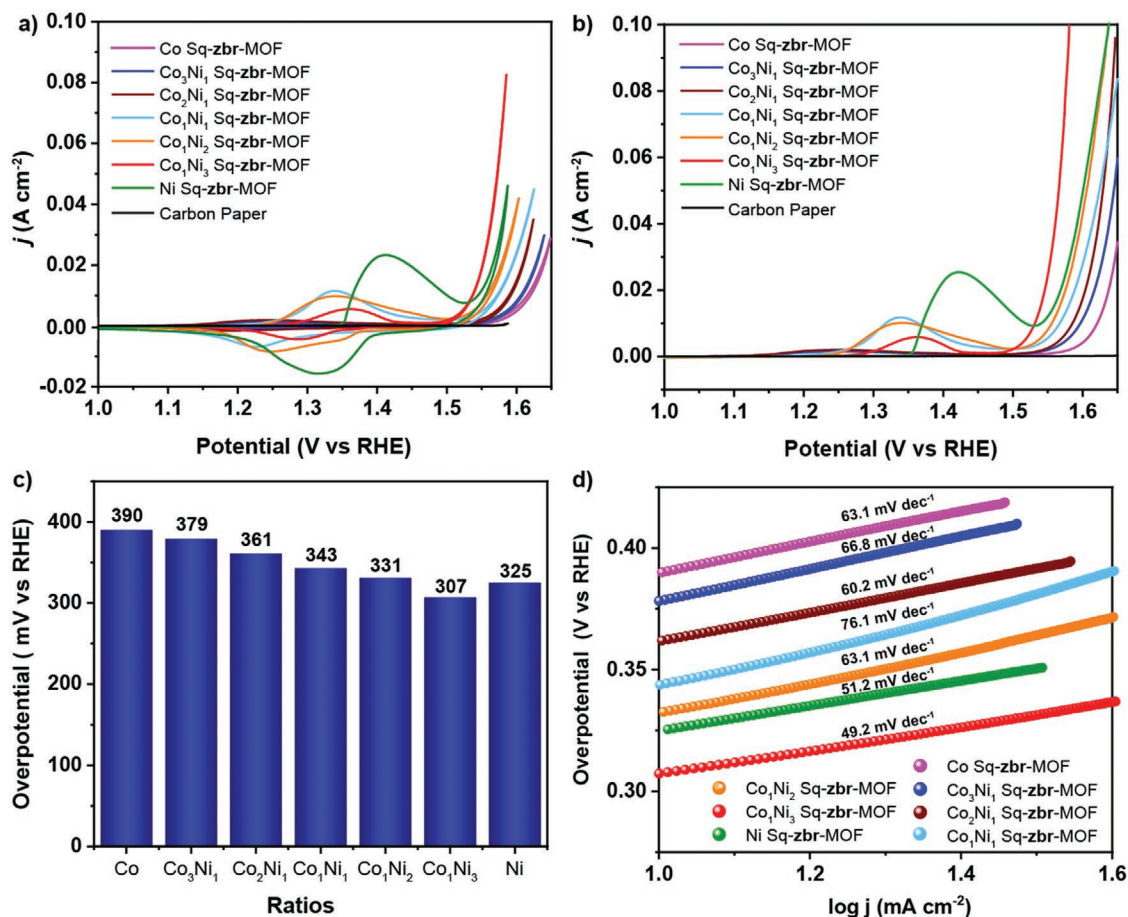 a)
j (A cm⁻²)
0.10
0.08
0.06
0.04
0.02
0.00
-0.02
Co Sq-zbr-MOF
Co₃Ni₁ Sq-zbr-MOF
Co₂Ni₁ Sq-zbr-MOF
Co₁Ni₁ Sq-zbr-MOF
Co₁Ni₂ Sq-zbr-MOF
Co₁Ni₃ Sq-zbr-MOF
Ni Sq-zbr-MOF
Carbon Paper
1.0 1.1 1.2 1.3 1.4 1.5 1.6
Potential (V vs RHE)
b)
j (A cm⁻²)
0.10
0.08
0.06
0.04
0.02
0.00
Co Sq-zbr-MOF
Co₃Ni₁ Sq-zbr-MOF
Co₂Ni₁ Sq-zbr-MOF
Co₁Ni₁ Sq-zbr-MOF
Co₁Ni₂ Sq-zbr-MOF
Co₁Ni₃ Sq-zbr-MOF
Ni Sq-zbr-MOF
Carbon Paper
1.0 1.1 1.2 1.3 1.4 1.5 1.6
Potential (V vs RHE)
c)
Overpotential ( mV vs RHE)
400
300
200
100
0
390 379 361 343 331 307 325
Co Co₃Ni₁ Co₂Ni₁ Co₁Ni₁ Co₁Ni₂ Co₁Ni₃ Ni
Ratios
d)
Overpotential (V vs RHE)
0.40
0.35
0.30
63.1 mV dec⁻¹
66.8 mV dec⁻¹
60.2 mV dec⁻¹
76.1 mV dec⁻¹
63.1 mV dec⁻¹
51.2 mV dec⁻¹
49.2 mV dec⁻¹
Co₁Ni₂ Sq-zbr-MOF
Co₁Ni₃ Sq-zbr-MOF
Ni Sq-zbr-MOF
Co Sq-zbr-MOF
Co₃Ni₁ Sq-zbr-MOF
Co₂Ni₁ Sq-zbr-MOF
Co₁Ni₁ Sq-zbr-MOF
1.0 1.2 1.4 1.6
log j (mA cm⁻²)